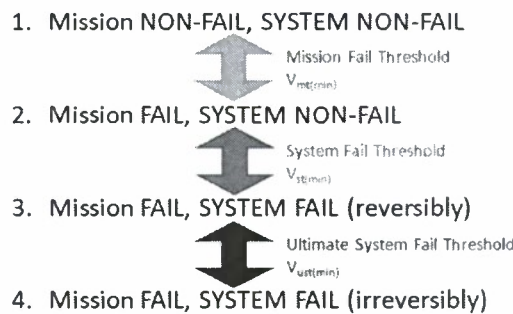 1. Mission NON-FAIL, SYSTEM NON-FAIL
Mission Fail Threshold
Vmt(min)
2. Mission FAIL, SYSTEM NON-FAIL
System Fail Threshold
Vst(min)
3. Mission FAIL, SYSTEM FAIL (reversibly)
Ultimate System Fail Threshold
Vust(min)
4. Mission FAIL, SYSTEM FAIL (irreversibly)